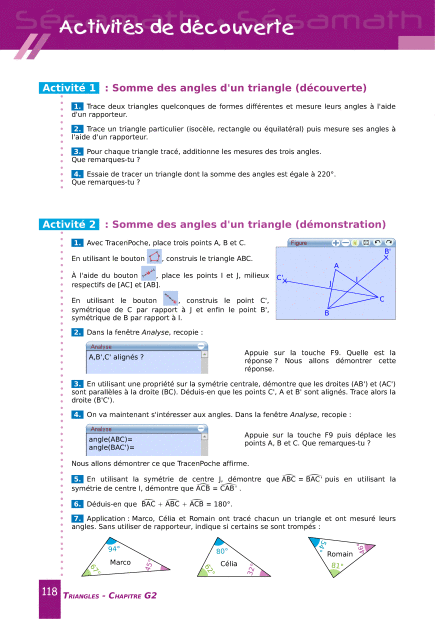 Sésamath - Sésamath
Activités de découverte
Activité 1 : Somme des angles d'un triangle (découverte)
1. Trace deux triangles quelconques de formes différentes et mesure leurs angles à l'aide
d'un rapporteur.
2. Trace un triangle particulier (isocèle, rectangle ou équilatéral) puis mesure ses angles à
l'aide d'un rapporteur.
3. Pour chaque triangle tracé, additionne les mesures des trois angles.
Que remarques-tu ?
4. Essaie de tracer un triangle dont la somme des angles est égale à 220°.
Que remarques-tu ?
Activité 2 : Somme des angles d'un triangle (démonstration)
1. Avec TracenPoche, place trois points A, B et C.
En utilisant le bouton , construis le triangle ABC.
À l'aide du bouton , place les points I et J, milieux
respectifs de [AC] et [AB].
En utilisant le bouton , construis le point C',
symétrique de C par rapport à J et enfin le point B',
symétrique de B par rapport à I.
Figure
B'
A
C'
J
I
C
B
2. Dans la fenêtre Analyse, recopie :
Analyse
A,B',C' alignés ?
Appuie sur la touche F9. Quelle est la
réponse ? Nous allons démontrer cette
réponse.
3. En utilisant une propriété sur la symétrie centrale, démontre que les droites (AB') et (AC')
sont parallèles à la droite (BC). Déduis-en que les points C', A et B' sont alignés. Trace alors la
droite (B'C').
4. On va maintenant s'intéresser aux angles. Dans la fenêtre Analyse, recopie :
Analyse
angle(ABC)=
angle(BAC')=
Appuie sur la touche F9 puis déplace les
points A, B et C. Que remarques-tu ?
Nous allons démontrer ce que TracenPoche affirme.
5. En utilisant la symétrie de centre J, démontre que ABC = BAC' puis en utilisant la
symétrie de centre I, démontre que ACB = CAB' .
6. Déduis-en que BAC + ABC + ACB = 180°.
7. Application : Marco, Célia et Romain ont tracé chacun un triangle et ont mesuré leurs
angles. Sans utiliser de rapporteur, indique si certains se sont trompés :
94°
Marco
45°
80°
Célia
32°
Romain
118 TRIANGLES - CHAPITRE G2